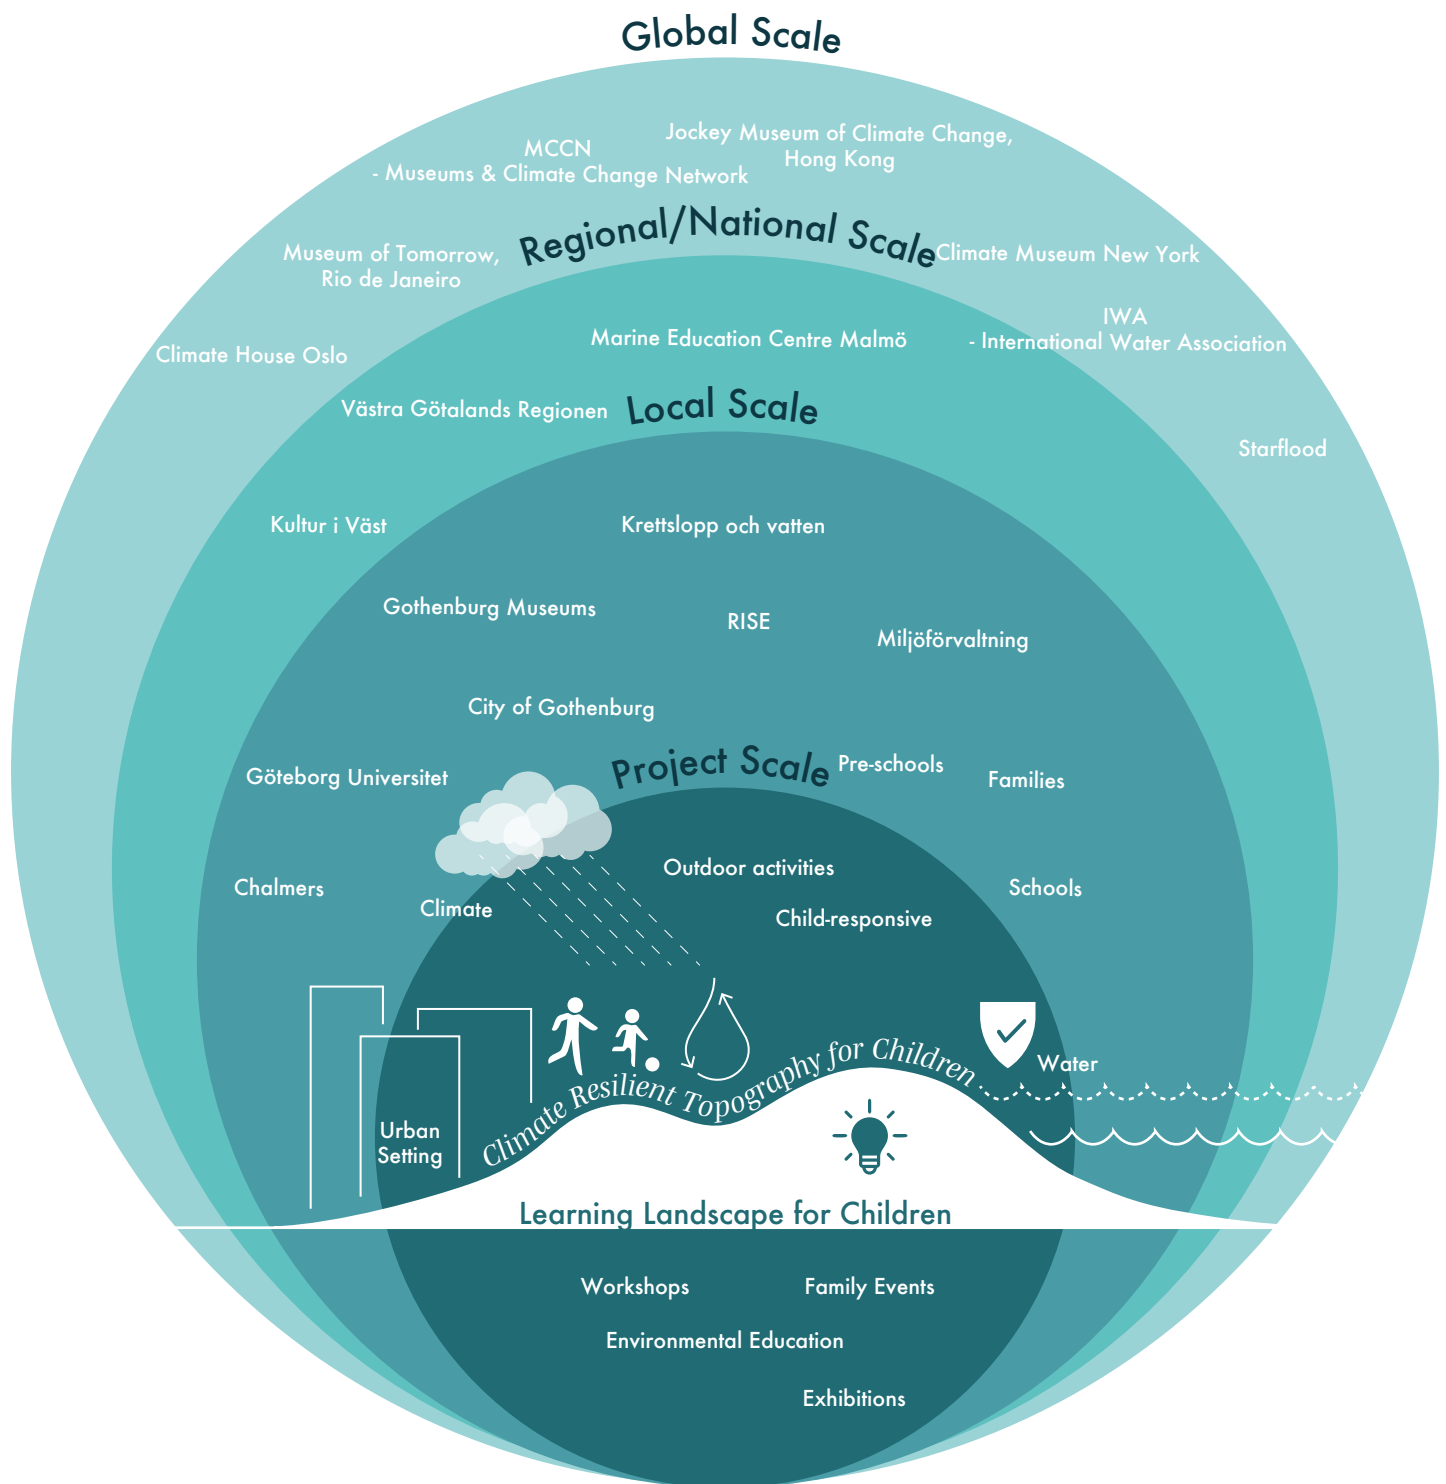 Global Scale
Jockey Museum of Climate Change,
Hong Kong
MCCN
- Museums & Climate Change Network
Regional/National Scale
Museum of Tomorrow,
Rio de Janeiro
Climate Museum New York
IWA
- International Water Association
Marine Education Centre Malmö
Climate House Oslo
Västra Götalands Regionen
Local Scale
Starflood
Kultur i Väst
Krettslopp och vatten
Gothenburg Museums
RISE
Miljöförvaltning
City of Gothenburg
Project Scale
Pre-schools
Families
Göteborg Universitet
Outdoor activities
Chalmers
Schools
Climate
Child-responsive
Climate Resilient Topography for Children
Water
Urban
Setting
Learning Landscape for Children
Workshops
Family Events
Environmental Education
Exhibitions